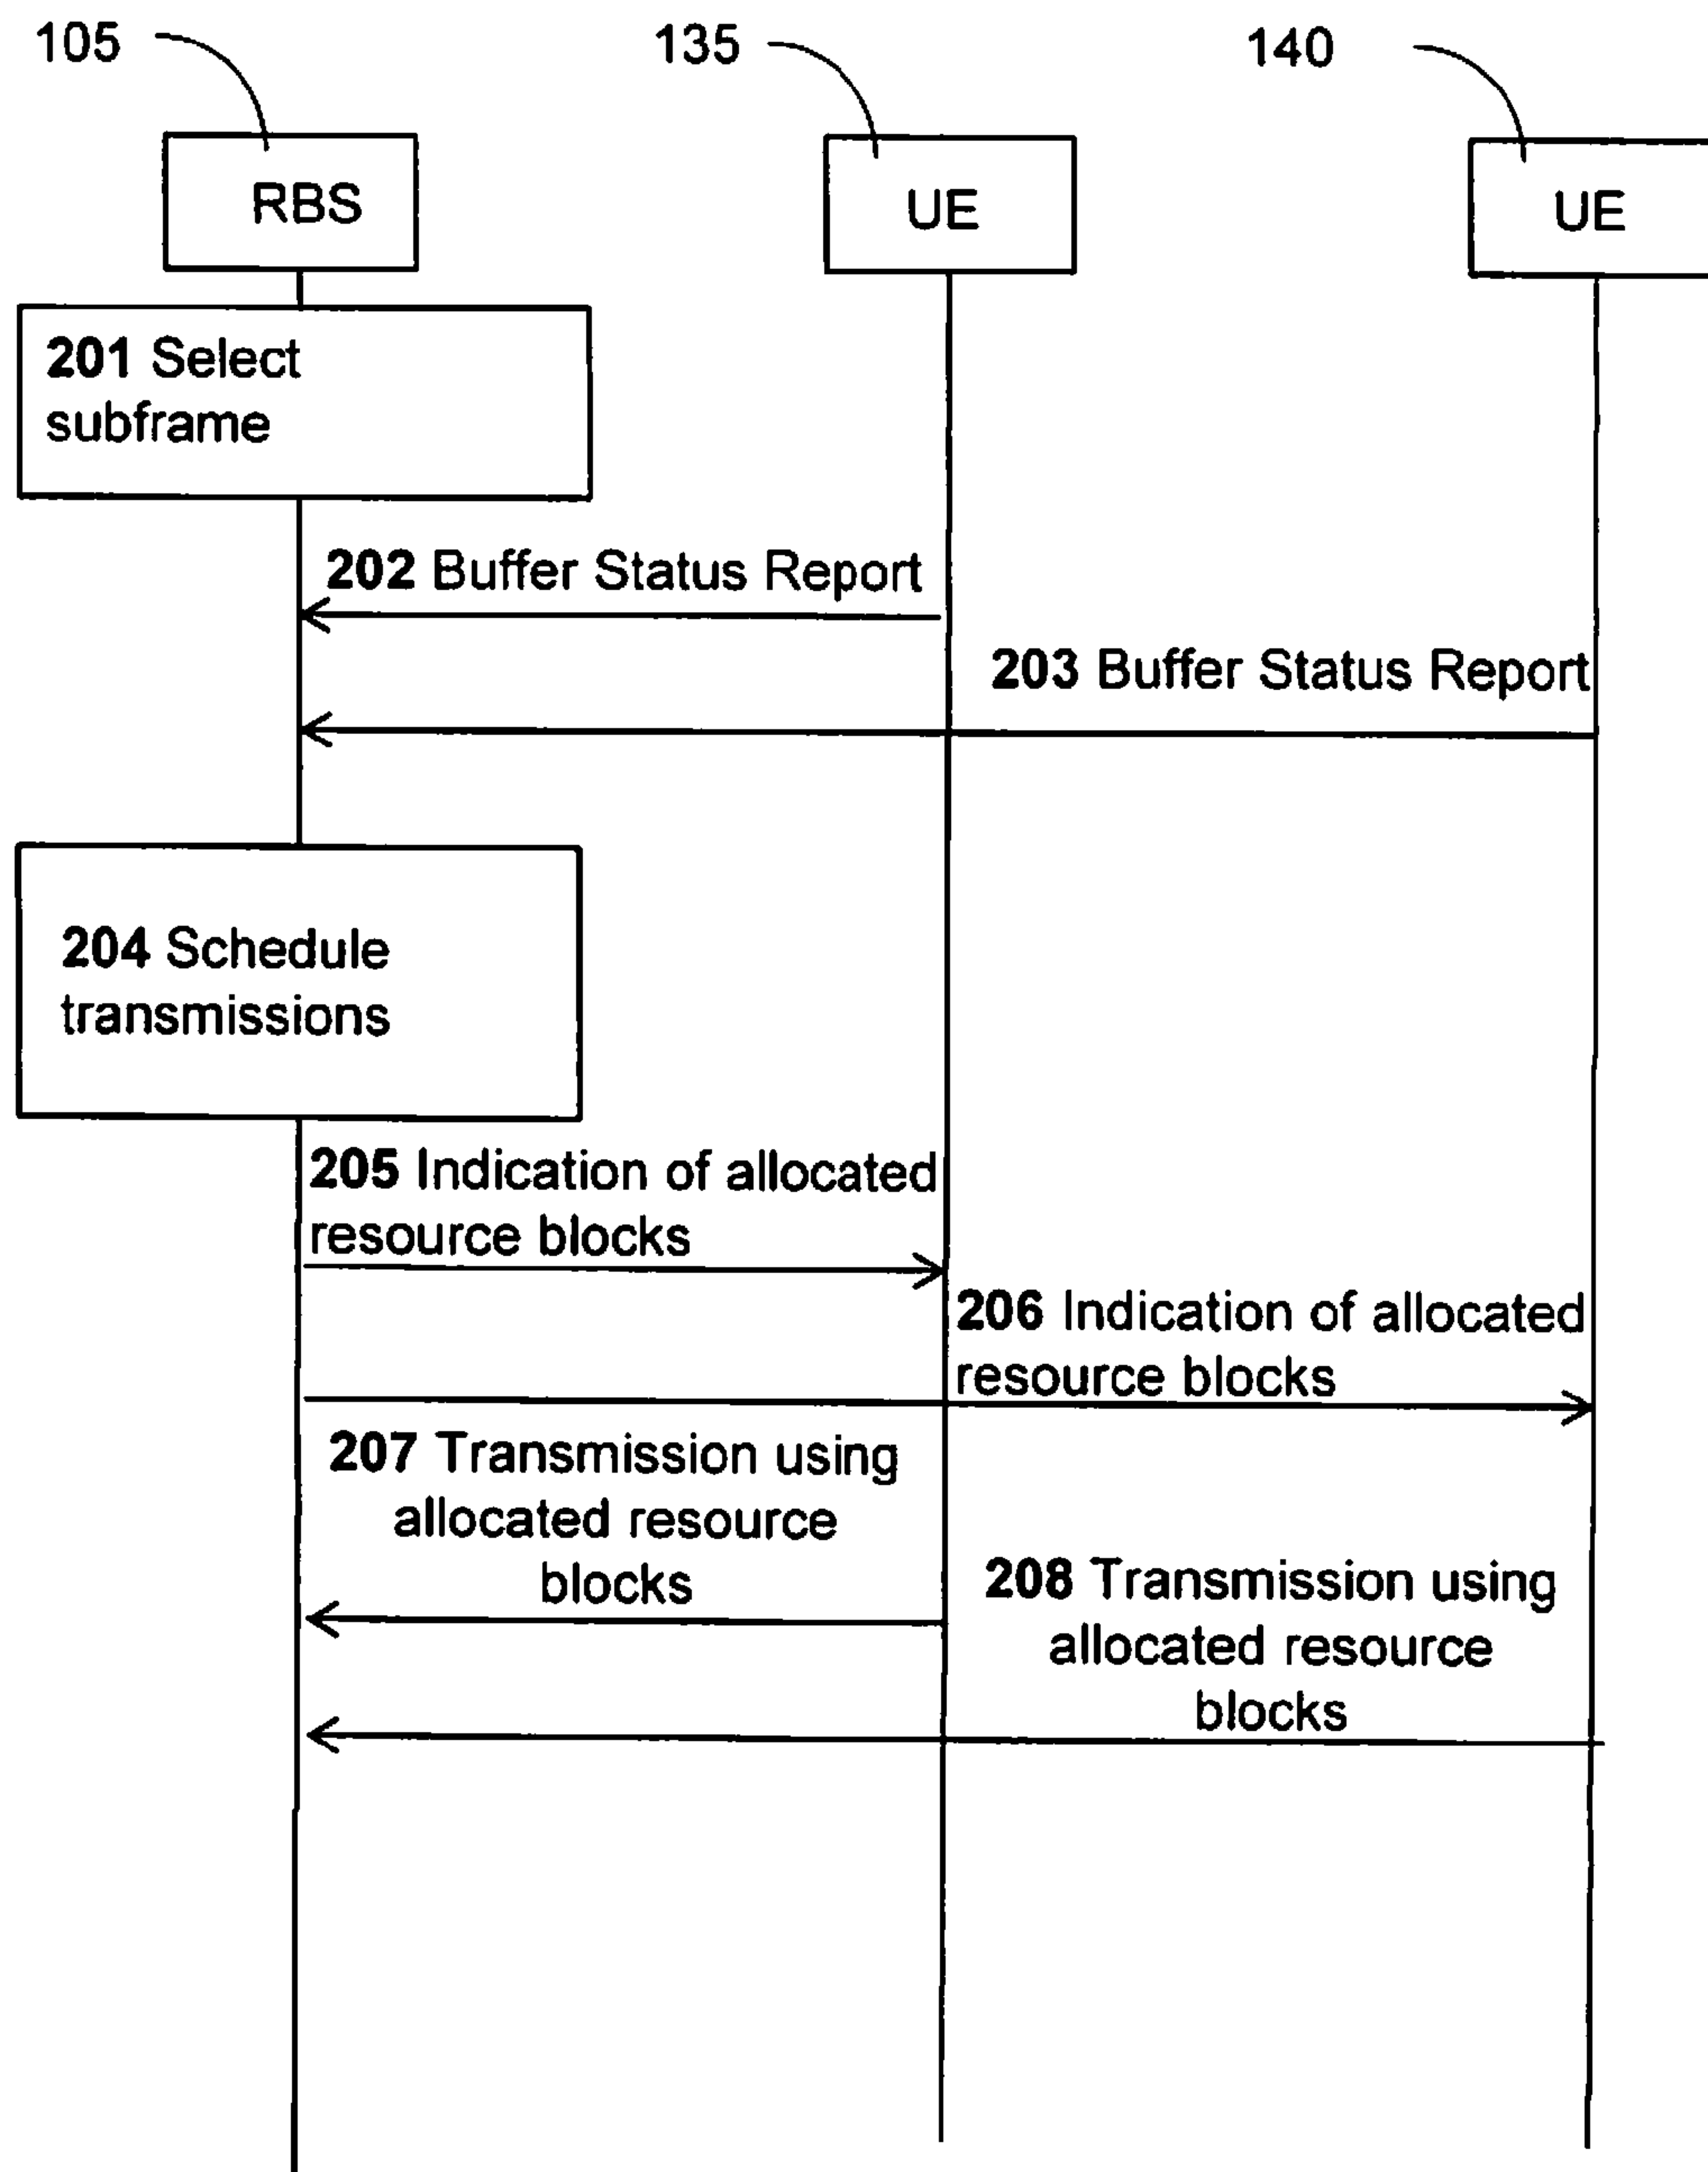 105
135
140
RBS
UE
UE
201 Select
subframe
202 Buffer Status Report
203 Buffer Status Report
204 Schedule
transmissions
205 Indication of allocated
resource blocks
206 Indication of allocated
resource blocks
207 Transmission using
allocated resource
blocks
208 Transmission using
allocated resource
blocks